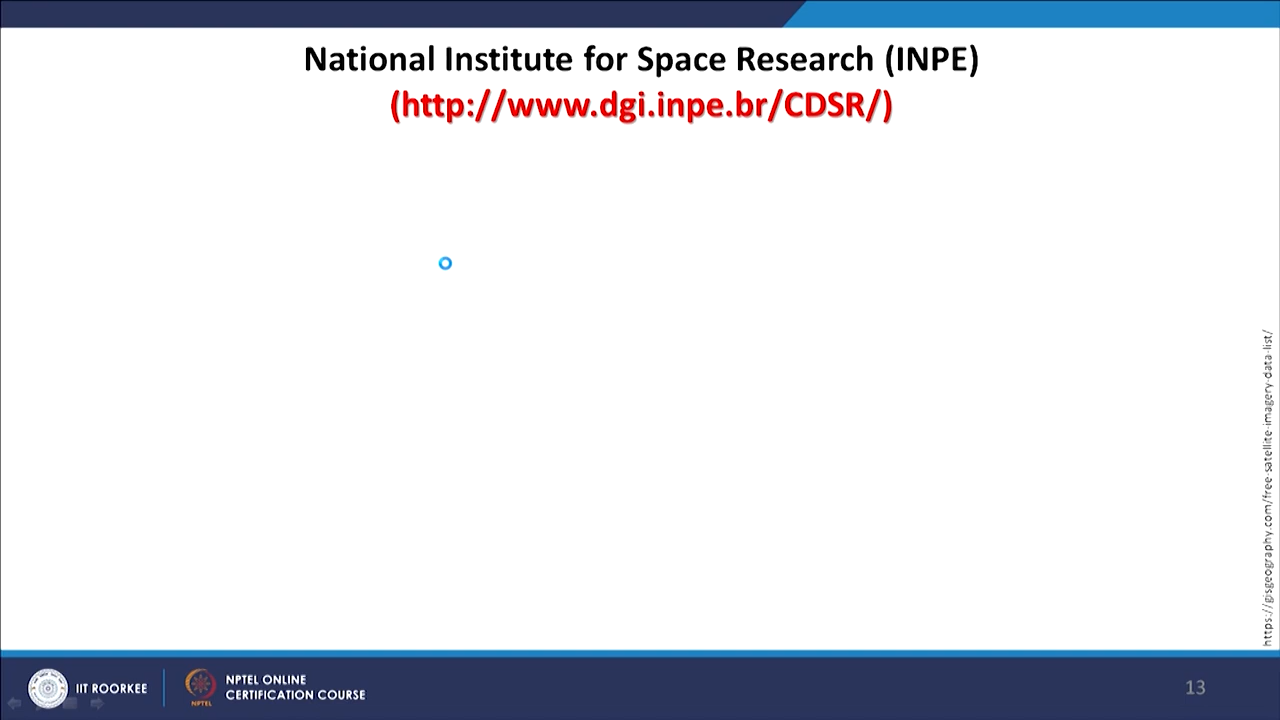 National Institute for Space Research (INPE)
(http://www.dgi.inpe.br/CDSR/)
https://gisgeography.com/free-satellite-imagery-data-list/
IIT ROORKEE
NPTEL
NPTEL ONLINE
CERTIFICATION COURSE
13